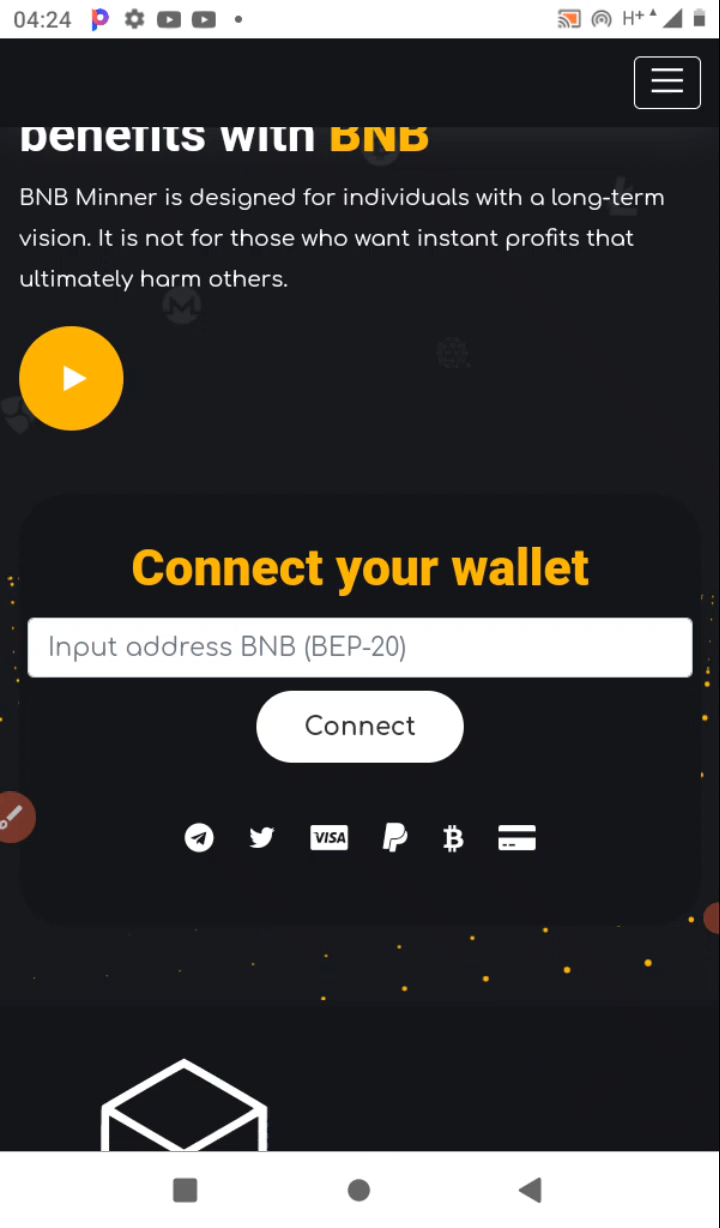 04:24
H+
benefits with BNB
BNB Minner is designed for individuals with a long-term
vision. It is not for those who want instant profits that
ultimately harm others.
Connect your wallet
Input address BNB (BEP-20)
Connect
VISA